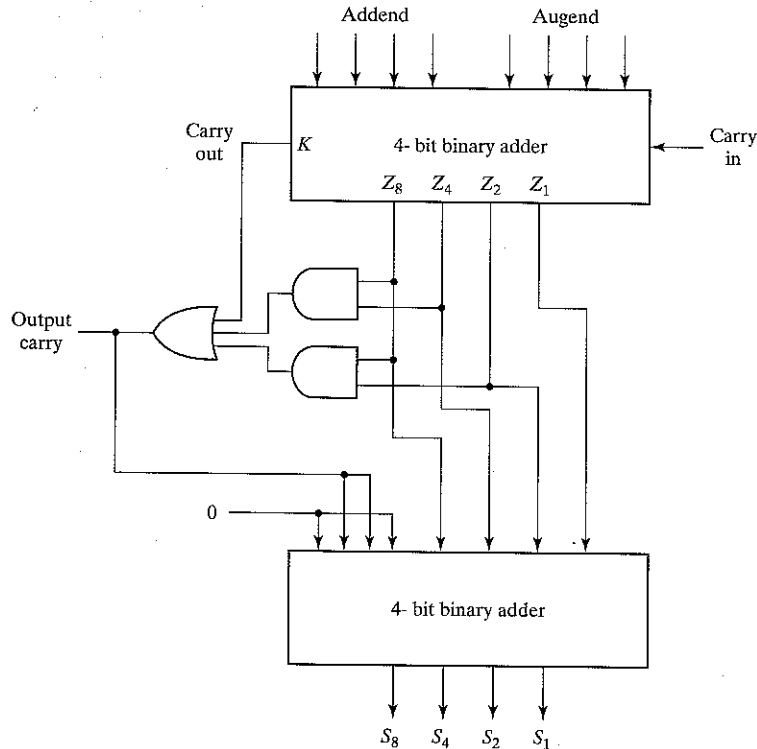 Addend
Augend
Carry
out
K
4- bit binary adder
Carry
in
Z8 Z4 Z2 Z1
Output
carry
0
4- bit binary adder
S8 S4 S2 S1